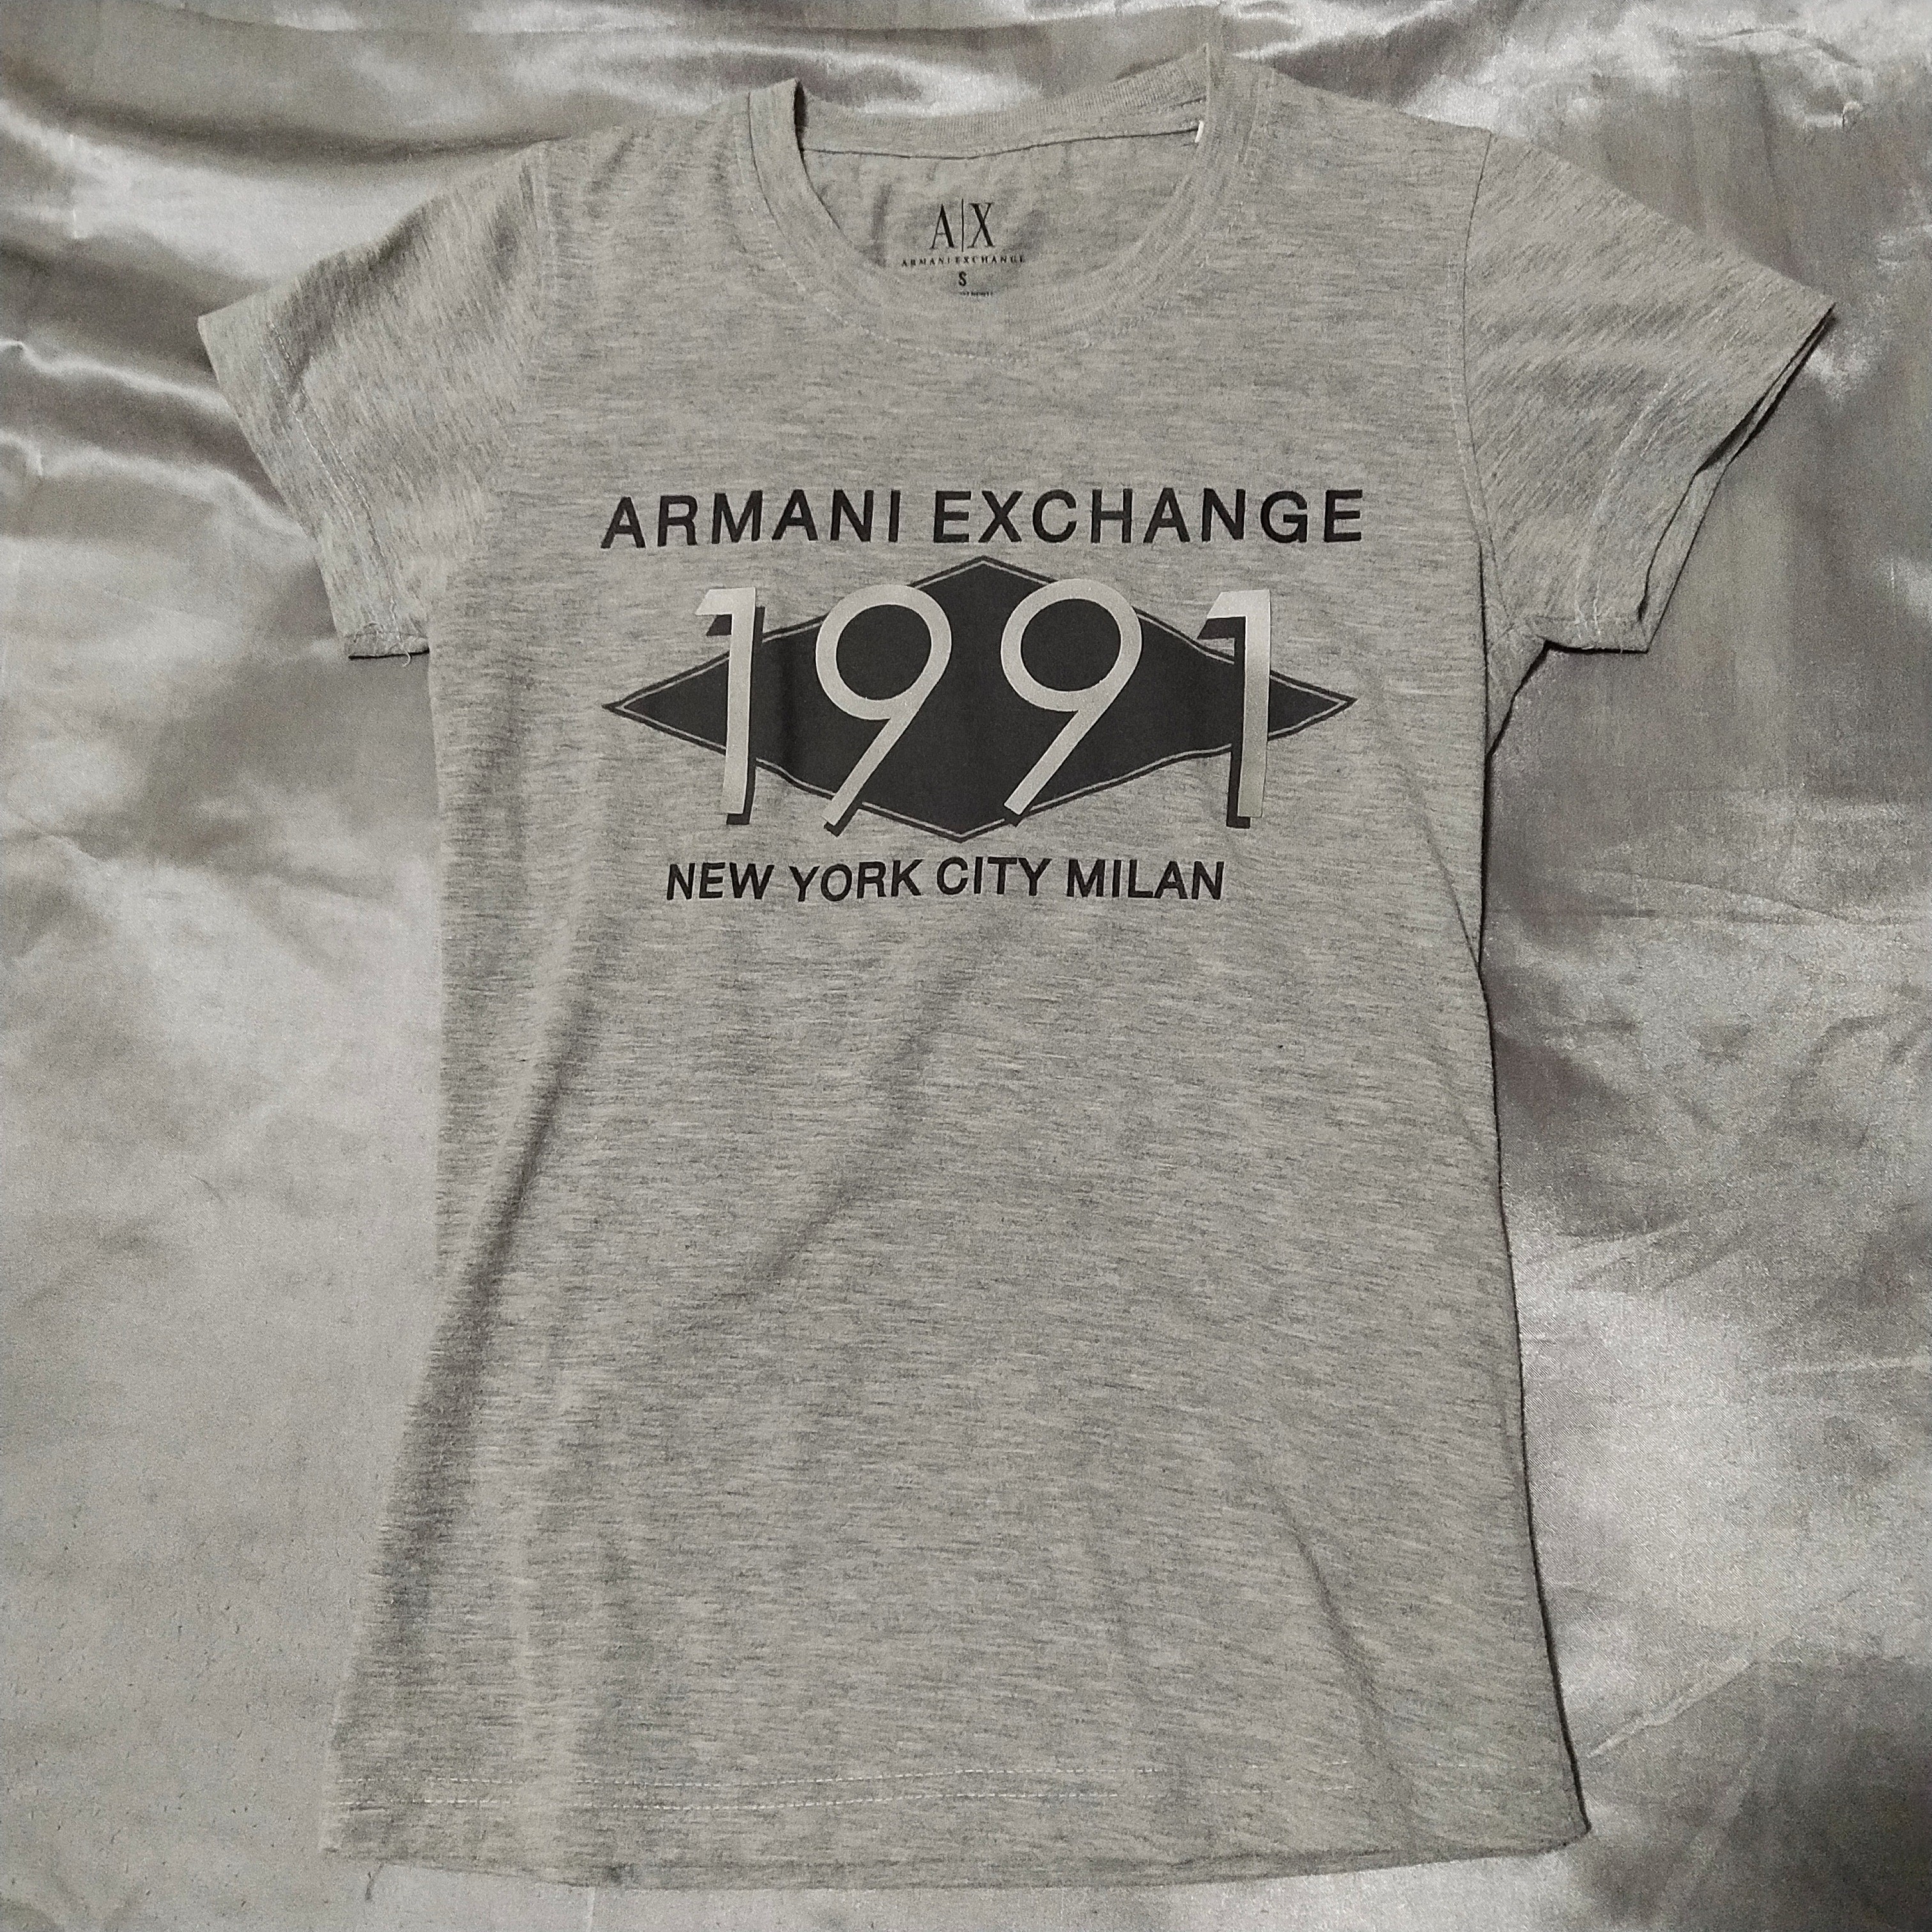 A|X
ARMANI EXCHANGE
S
ARMANI EXCHANGE
1991
NEW YORK CITY MILAN